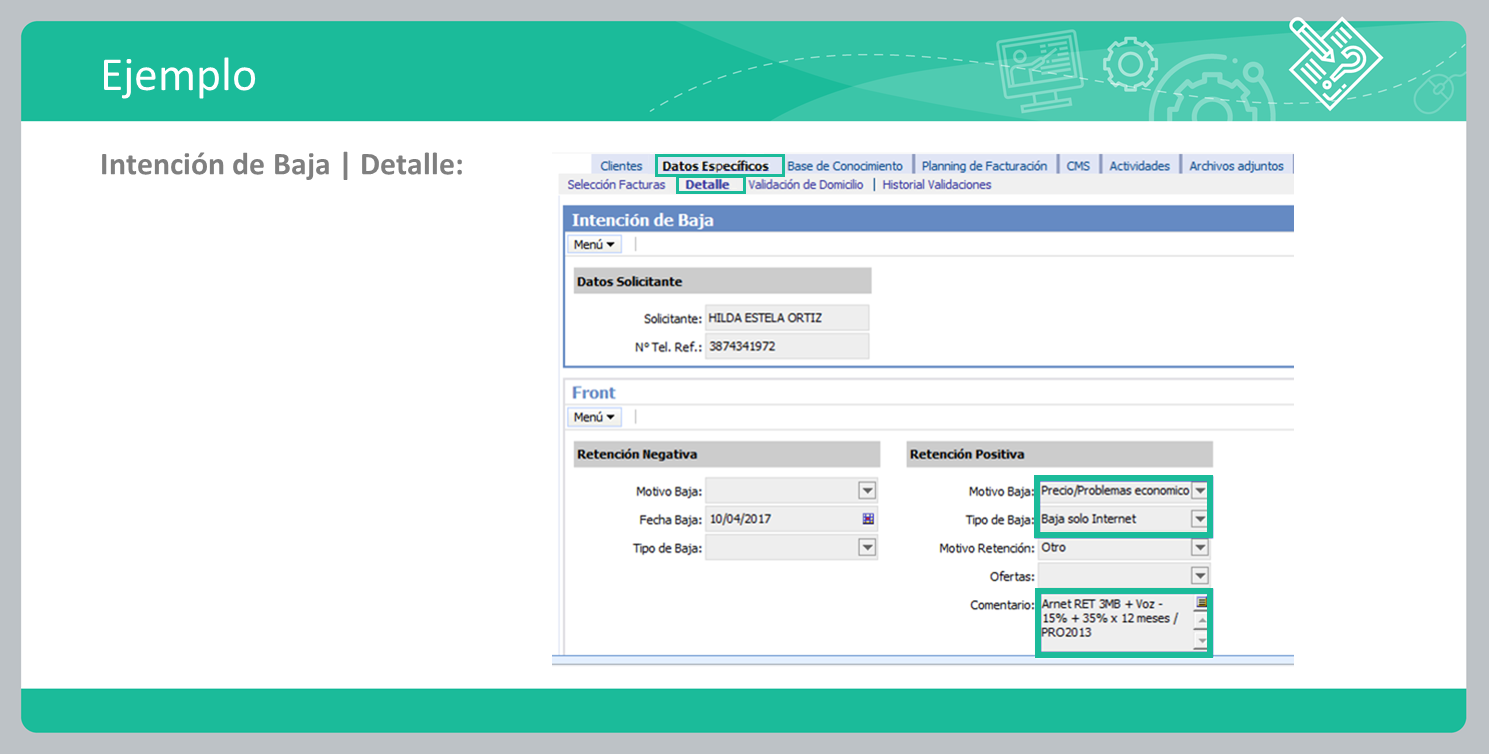 Ejemplo
Intención de Baja | Detalle:
Clientes Datos Específicos Base de Conocimiento Planning de Facturación CMS Actividades Archivos adjuntos
Selección Facturas Detalle Validación de Domicilio Historial Validaciones
Intención de Baja
Menú
Datos Solicitante
Solicitante: HILDA ESTELA ORTIZ
Nº Tel. Ref.: 3874341972
Front
Menú
Retención Negativa
Motivo Baja:
Fecha Baja: 10/04/2017
Tipo de Baja:
Retención Positiva
Motivo Baja: Precio/Problemas economico
Tipo de Baja: Baja solo Internet
Motivo Retención: Otro
Ofertas:
Comentario: Arnet RET 3MB + Voz -
15% + 35% x 12 meses /
PRO2013